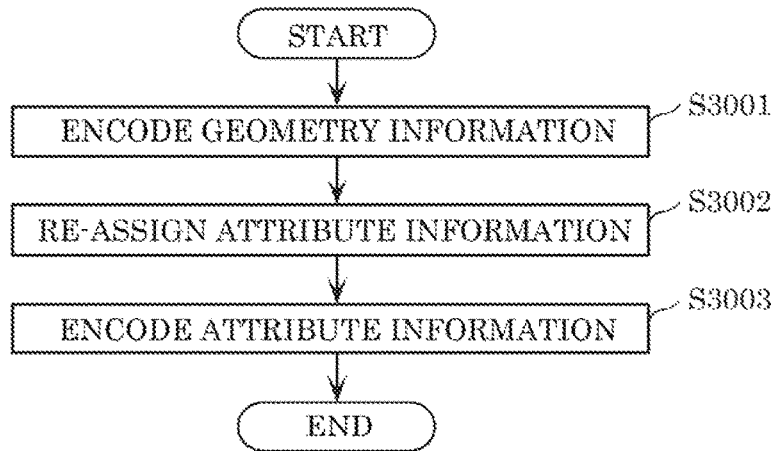 START
ENCODE GEOMETRY INFORMATION
S3001
RE-ASSIGN ATTRIBUTE INFORMATION
S3002
ENCODE ATTRIBUTE INFORMATION
S3003
END